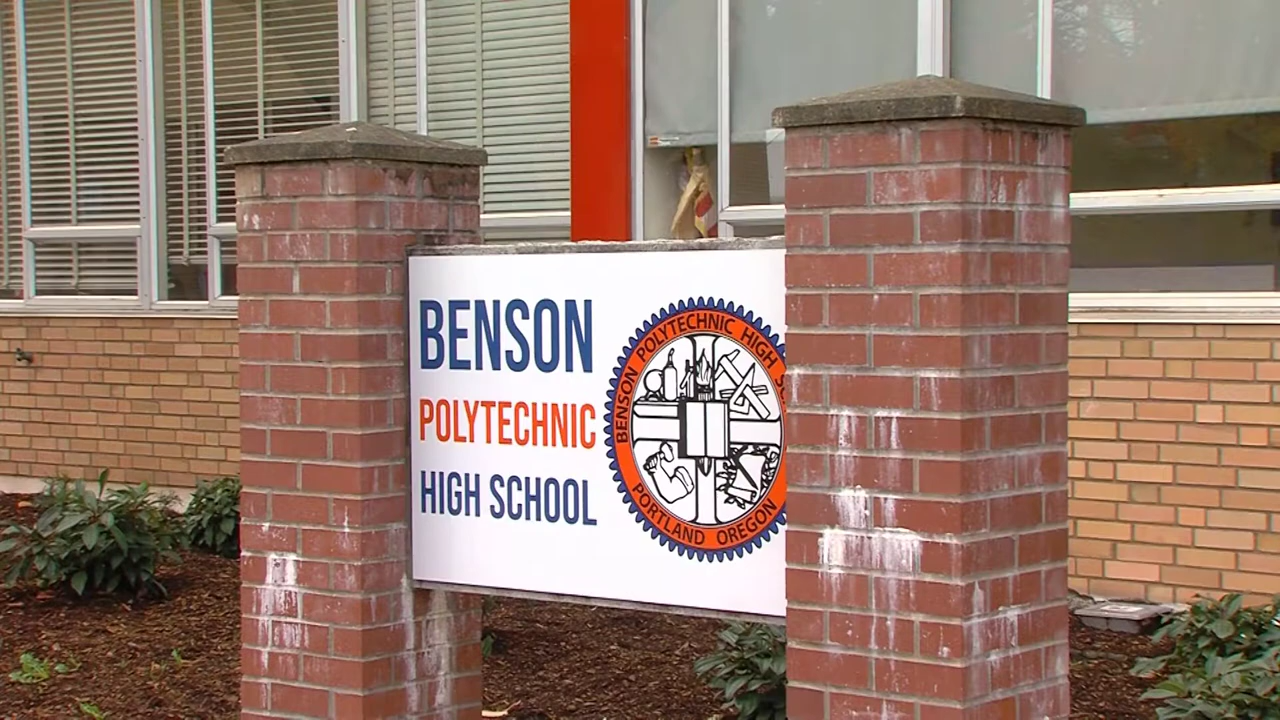 BENSON
POLYTECHNIC
HIGH SCHOOL
BENSON POLYTECHNIC HIGH
PORTLAND OREGON